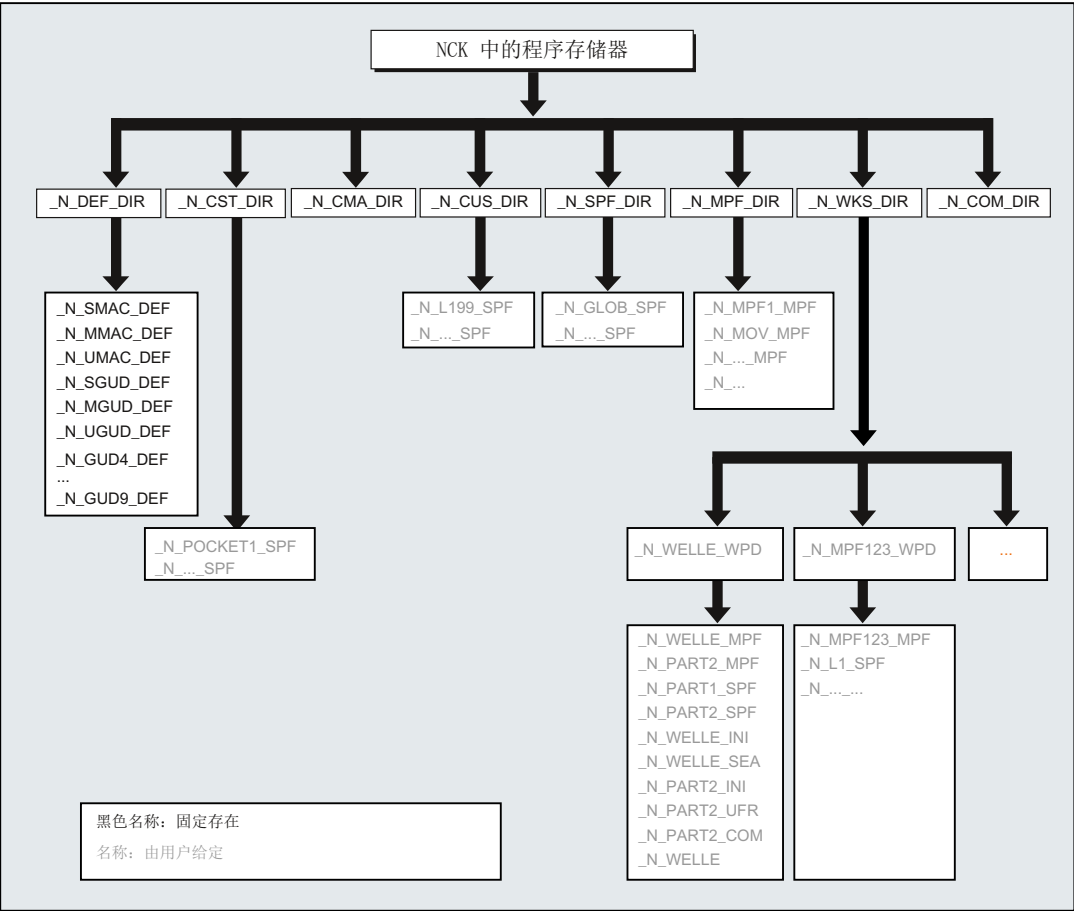 NCK 中的程序存储器
_N_DEF_DIR
_N_CST_DIR
_N_CMA_DIR
_N_CUS_DIR
_N_SPF_DIR
_N_MPF_DIR
_N_WKS_DIR
_N_COM_DIR
_N_SMAC_DEF
_N_MMAC_DEF
_N_UMAC_DEF
_N_SGUD_DEF
_N_MGUD_DEF
_N_UGUD_DEF
_N_GUD4_DEF
...
_N_GUD9_DEF
_N_L199_SPF
_N_..._SPF
_N_GLOB_SPF
_N_..._SPF
_N_MPF1_MPF
_N_MOV_MPF
_N_..._MPF
_N_...
_N_POCKET1_SPF
_N_..._SPF
_N_WELLE_WPD
_N_MPF123_WPD
...
_N_WELLE_MPF
_N_PART2_MPF
_N_PART1_SPF
_N_PART2_SPF
_N_WELLE_INI
_N_WELLE_SEA
_N_PART2_INI
_N_PART2_UFR
_N_PART2_COM
_N_WELLE
_N_MPF123_MPF
_N_L1_SPF
_N_..._...
黑色名称：固定存在
名称：由用户给定